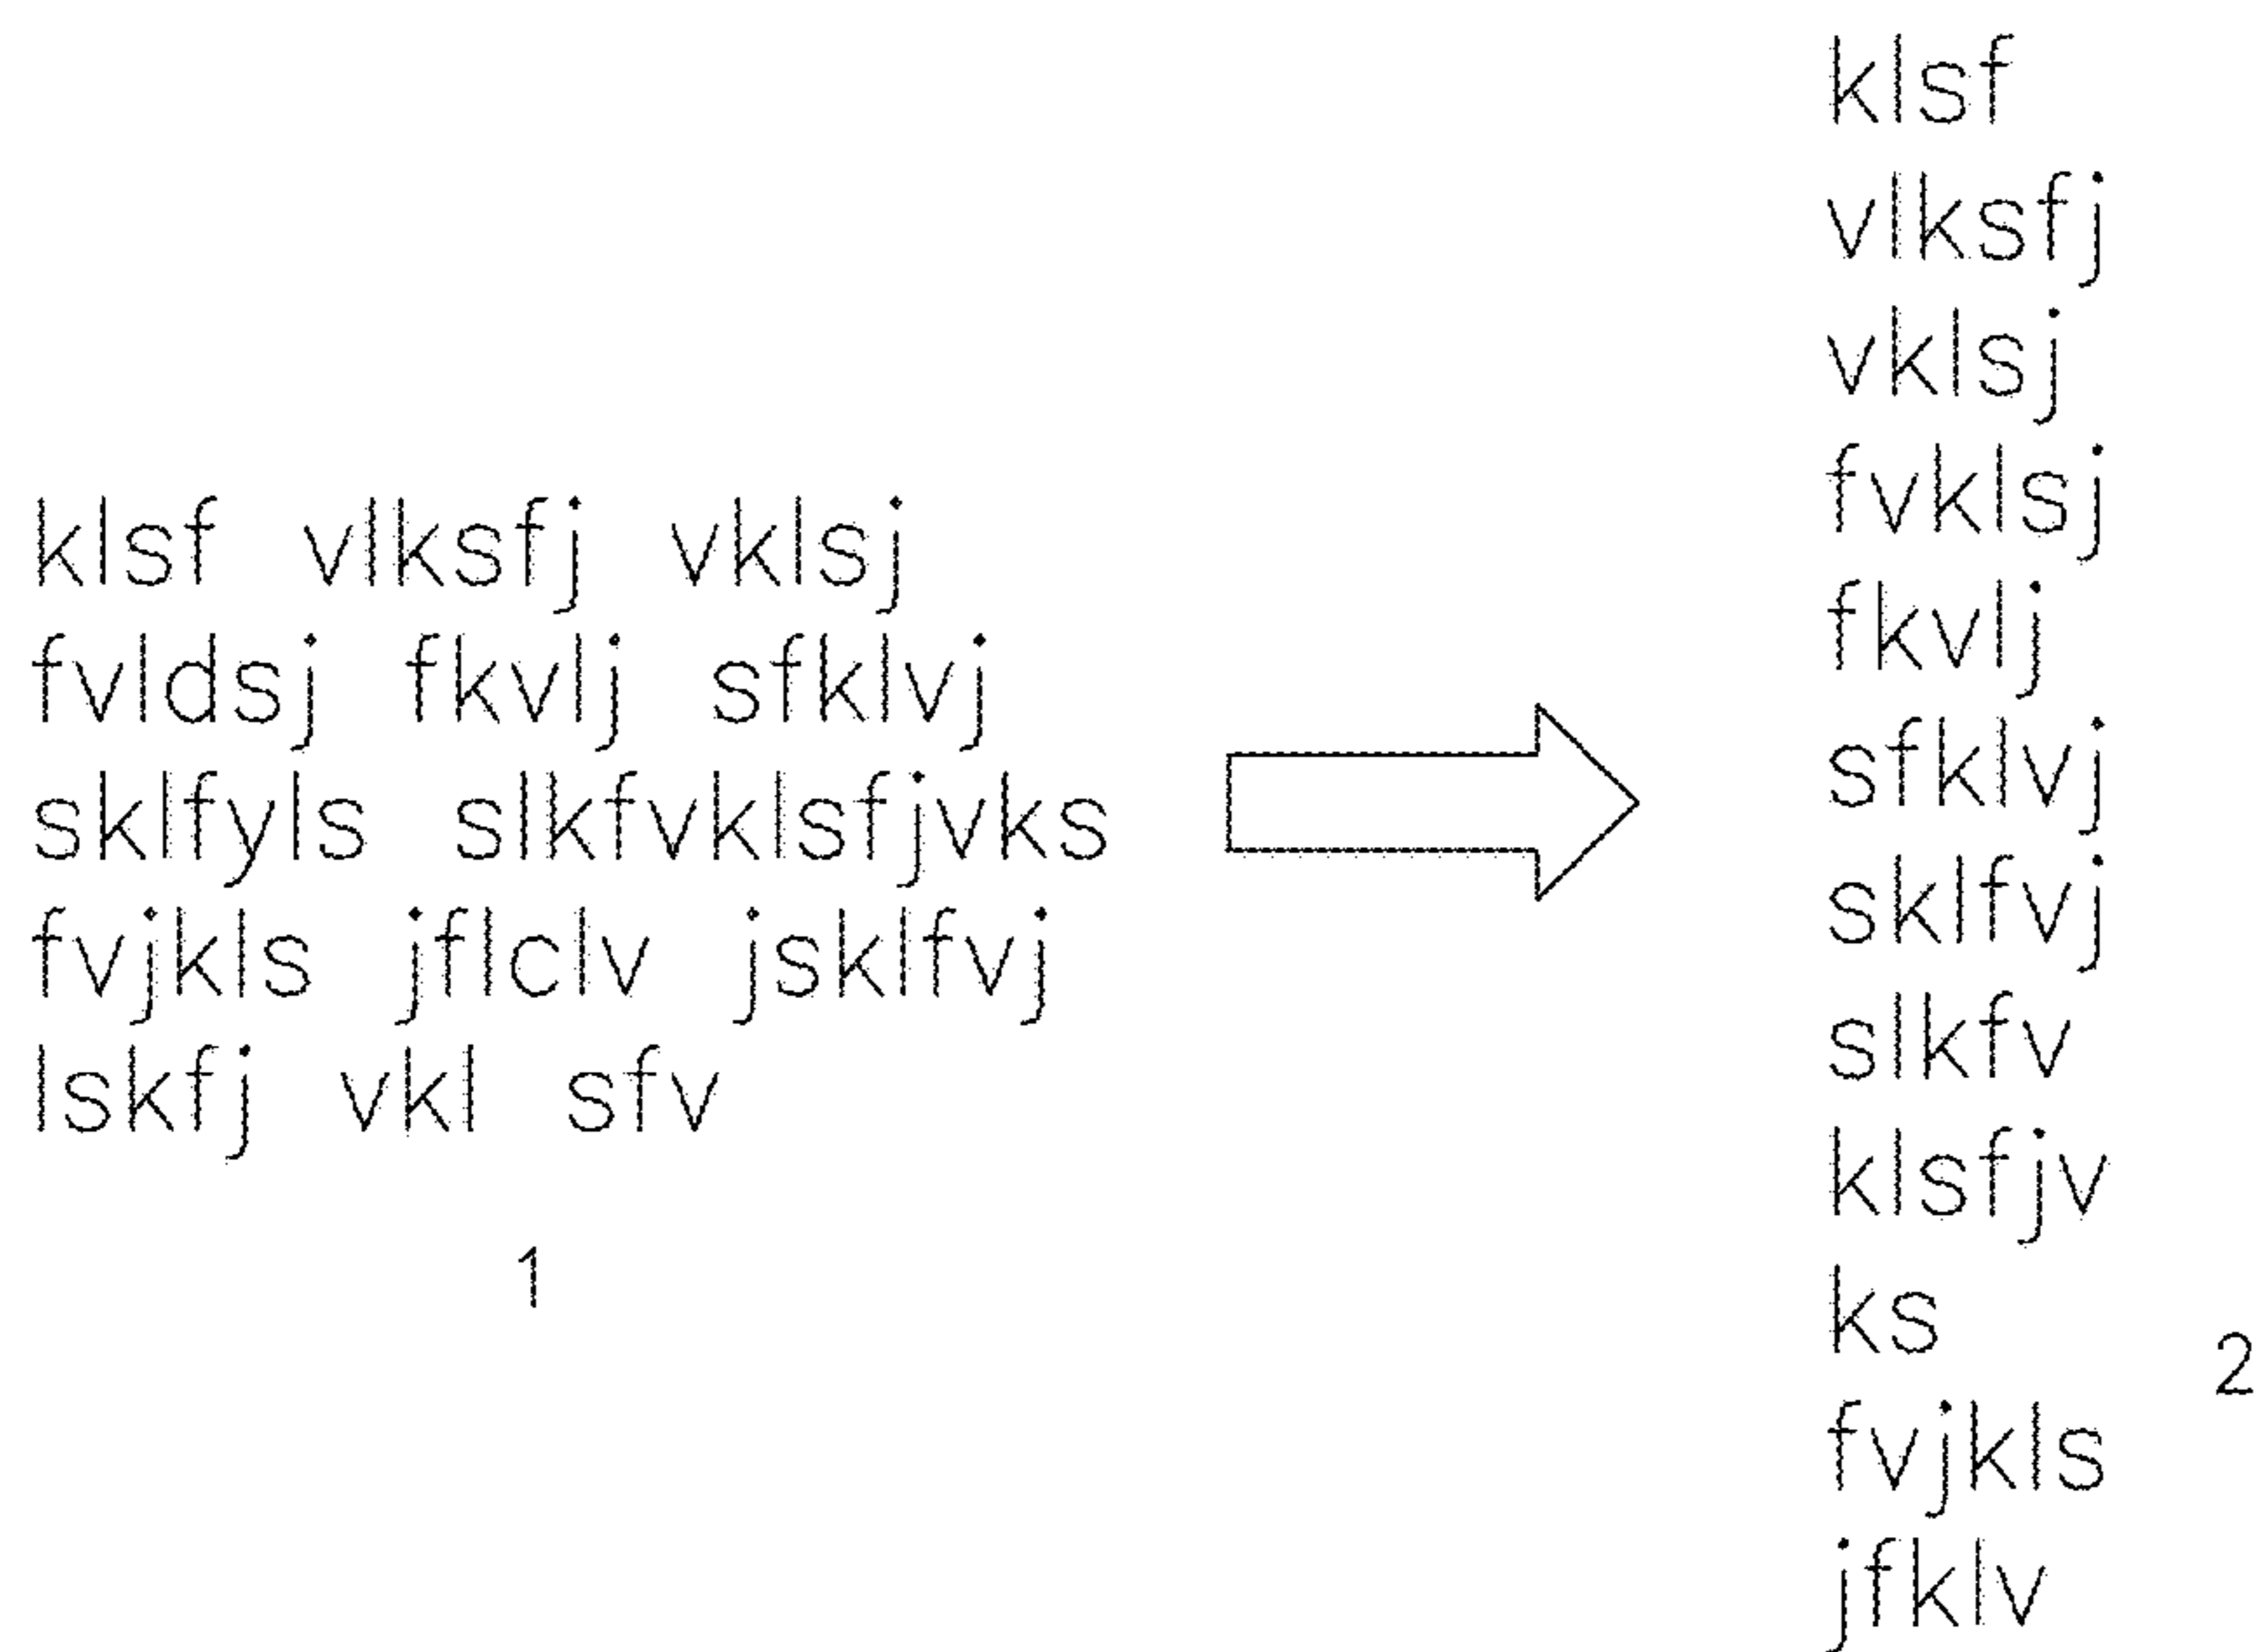 klsf vlksfj vklsj
fvldsj fkvlj sfklvj
sklfyls slkfvklsfjvks
fvjkls jflclv jsklfvj
lskfj vkl sfv
1
klsf
vlksfj
vklsj
fvklsj
fkvlj
sfklvj
sklfvj
slkfv
klsfjv
ks
2
fvjkls
jfklv